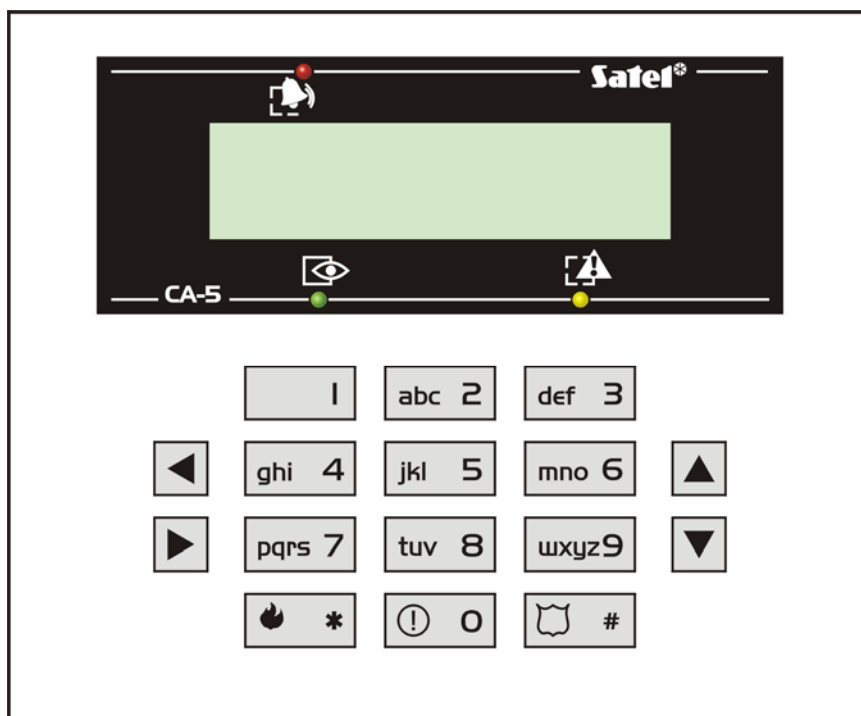 Satel®
CA-5
1 abc 2 def 3
ghi 4 jkl 5 mno 6
pqrs 7 tuv 8 wxyz9
* 0 #